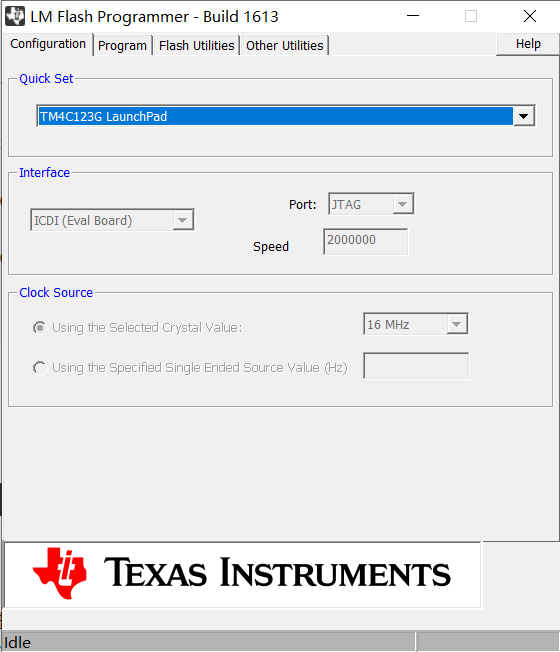 LM Flash Programmer - Build 1613
Configuration Program Flash Utilities Other Utilities Help
Quick Set
TM4C123G LaunchPad
Interface
Port: JTAG
ICDI (Eval Board)
Speed 2000000
Clock Source
Using the Selected Crystal Value: 16 MHz
Using the Specified Single Ended Source Value (Hz)
TEXAS INSTRUMENTS
Idle